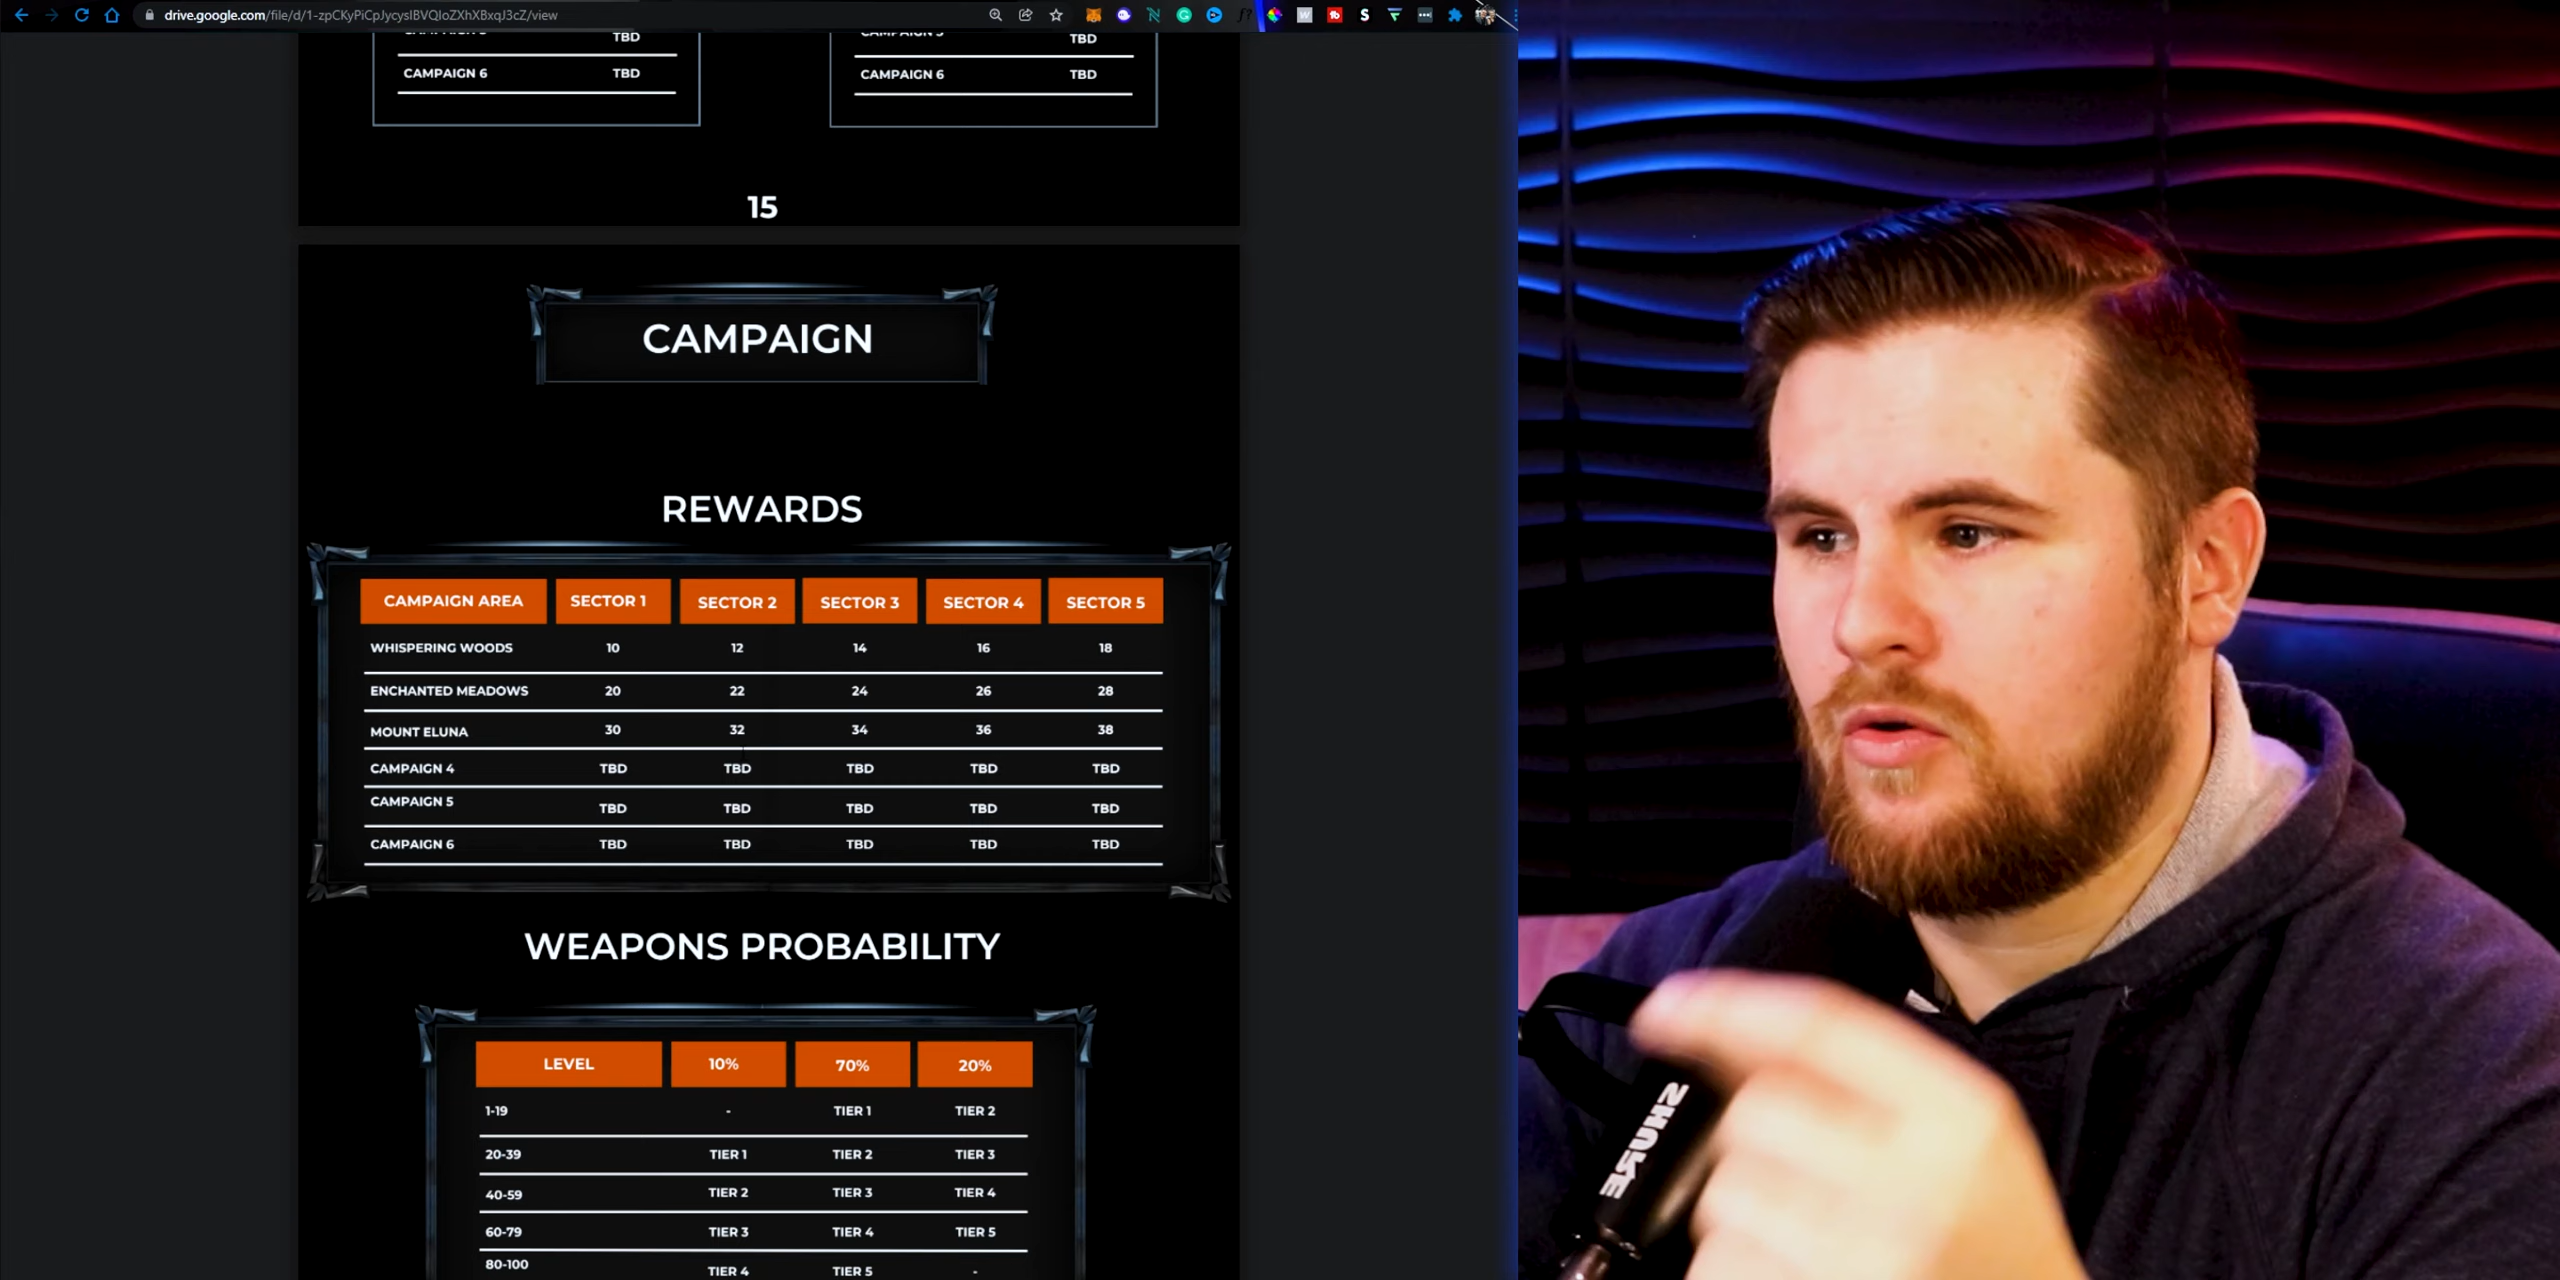 drive.google.com/file/d/1-zpCKyPiCpJycysIBVQIoZXhXBxqJ3cZ/view
TBD
CAMPAIGN 6 TBD
CAMPAIGN 5 TBD
CAMPAIGN 6 TBD
15
CAMPAIGN
REWARDS
CAMPAIGN AREA SECTOR 1 SECTOR 2 SECTOR 3 SECTOR 4 SECTOR 5
WHISPERING WOODS 10 12 14 16 18
ENCHANTED MEADOWS 20 22 24 26 28
MOUNT ELUNA 30 32 34 36 38
CAMPAIGN 4 TBD TBD TBD TBD TBD
CAMPAIGN 5 TBD TBD TBD TBD TBD
CAMPAIGN 6 TBD TBD TBD TBD TBD
WEAPONS PROBABILITY
LEVEL 10% 70% 20%
1-19 - TIER 1 TIER 2
20-39 TIER 1 TIER 2 TIER 3
40-59 TIER 2 TIER 3 TIER 4
60-79 TIER 3 TIER 4 TIER 5
80-100 TIER 4 TIER 5 -
SHURE